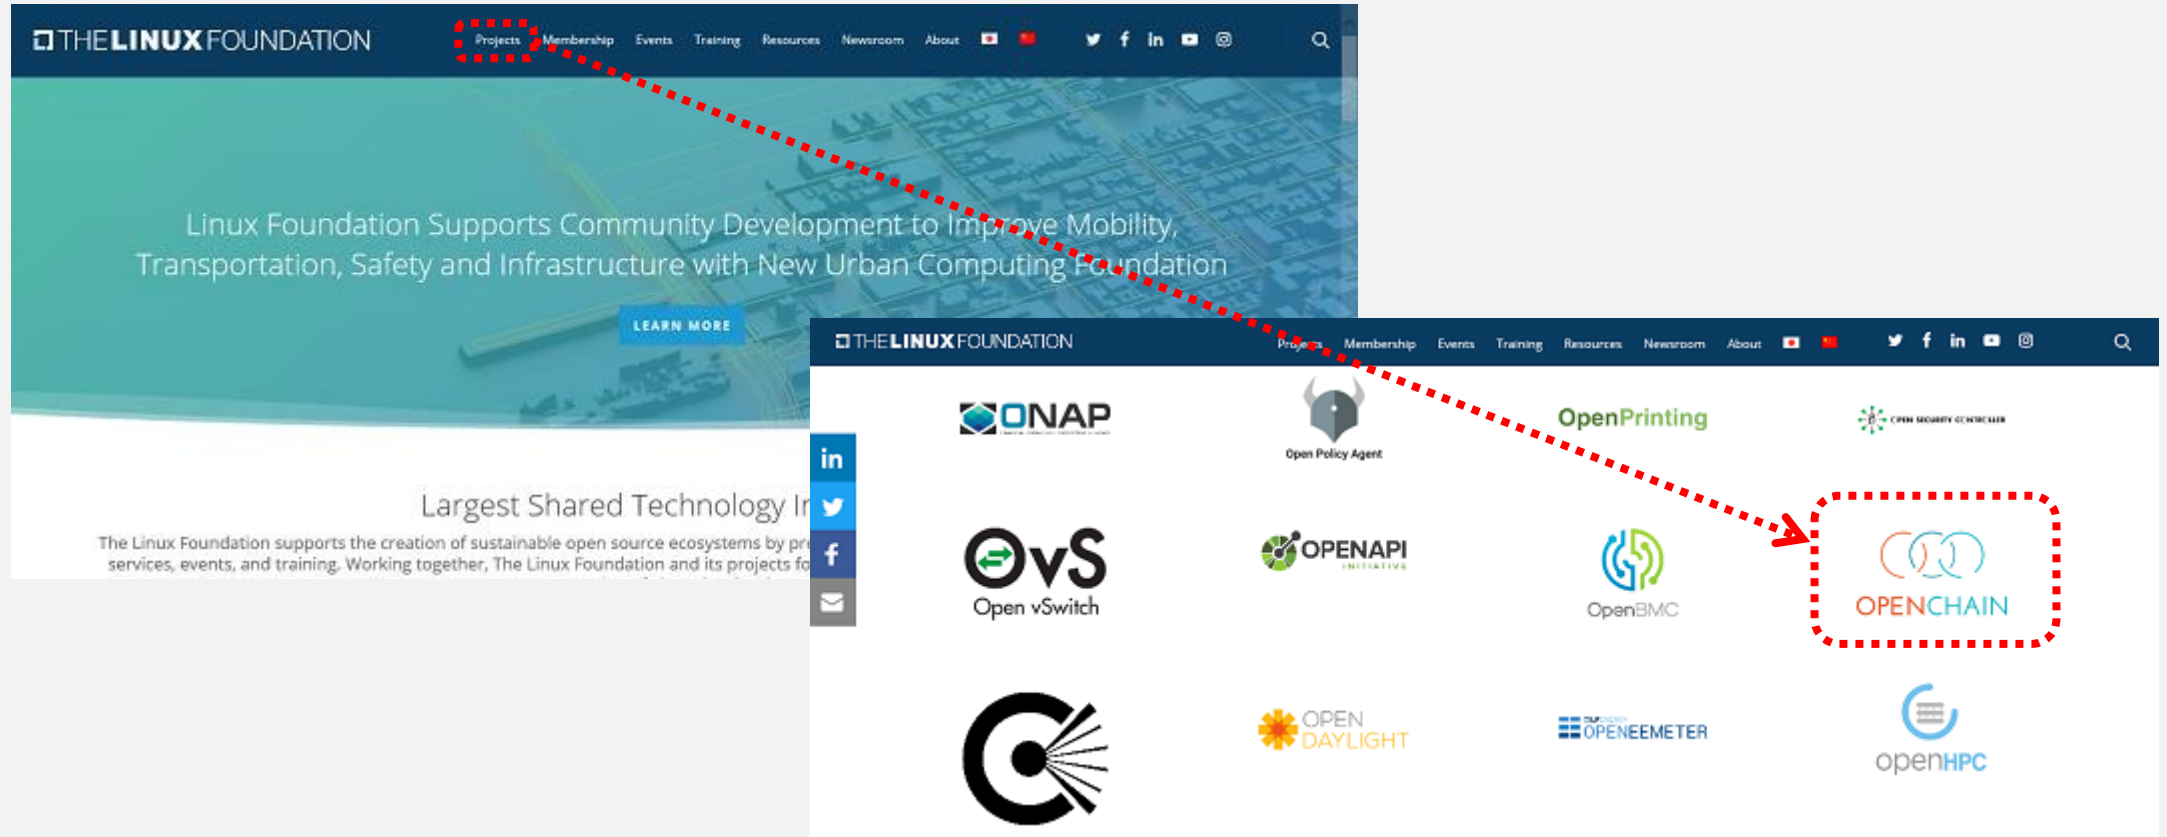 THE LINUX FOUNDATION
Projects Membership Events Training Resources Newsroom About
Linux Foundation Supports Community Development to Improve Mobility,
Transportation, Safety and Infrastructure with New Urban Computing Foundation
LEARN MORE
Largest Shared Technology
The Linux Foundation supports the creation of sustainable open source ecosystems by
services, events, and training. Working together, The Linux Foundation and its projects
THE LINUX FOUNDATION
Projects Membership Events Training Resources Newsroom About
ONAP
Open Policy Agent
OpenPrinting
OPEN SECURITY CONTROLLER
OvS
Open vSwitch
OPENAPI
INITIATIVE
OpenBMC
OPENCHAIN
OPEN
DAYLIGHT
OPENEEMETER
openHPC